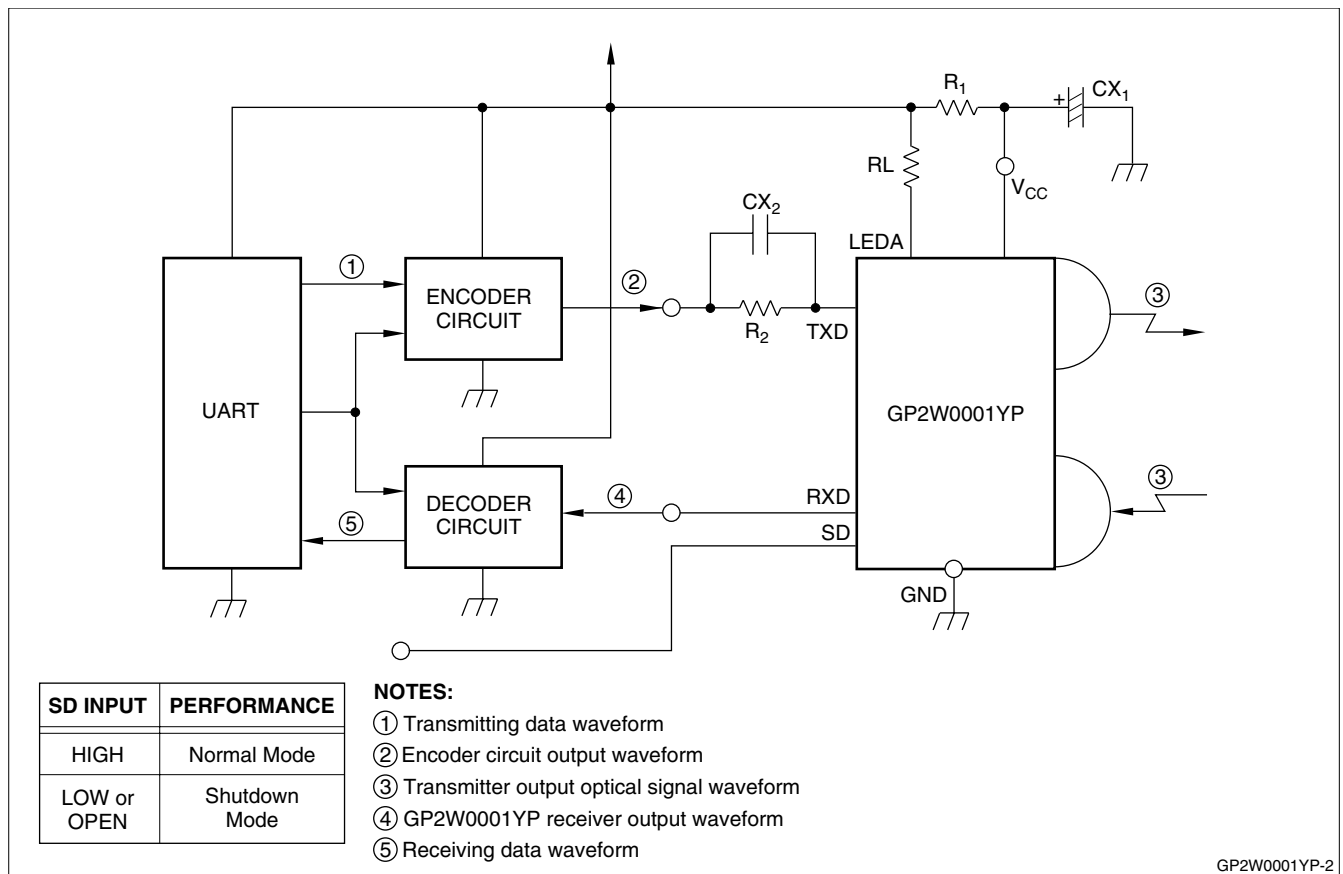 R1
CX1
RL
VCC
CX2
LEDA
①
②
③
ENCODER
CIRCUIT
R2
TXD
UART
GP2W0001YP
③
DECODER
CIRCUIT
④
RXD
⑤
SD
GND
SD INPUT PERFORMANCE
HIGH Normal Mode
LOW or
OPEN
Shutdown
Mode
NOTES:
① Transmitting data waveform
② Encoder circuit output waveform
③ Transmitter output optical signal waveform
④ GP2W0001YP receiver output waveform
⑤ Receiving data waveform
GP2W0001YP-2